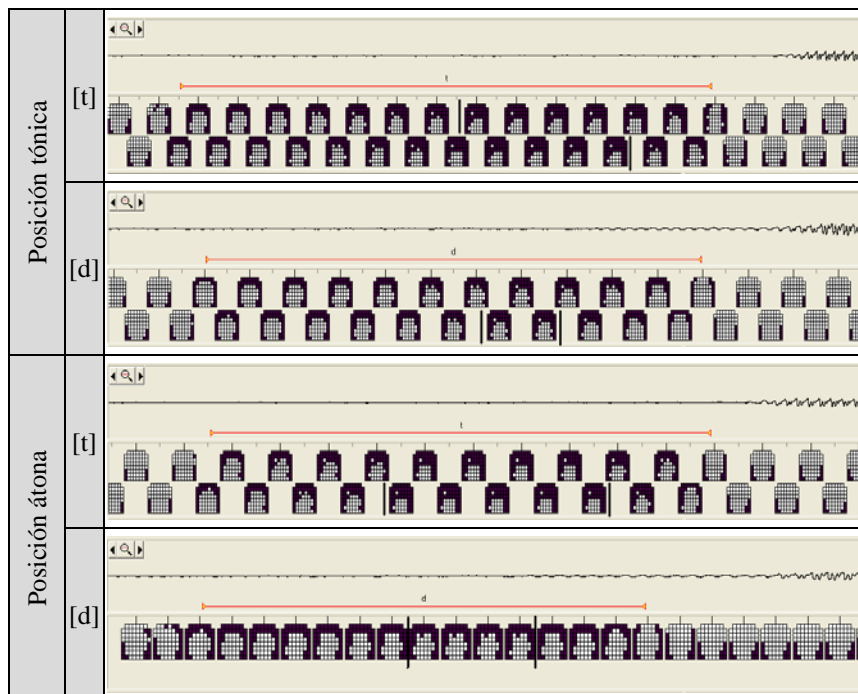 Posición tónica
[t]
t
[d]
d
Posición átona
[t]
t
[d]
d